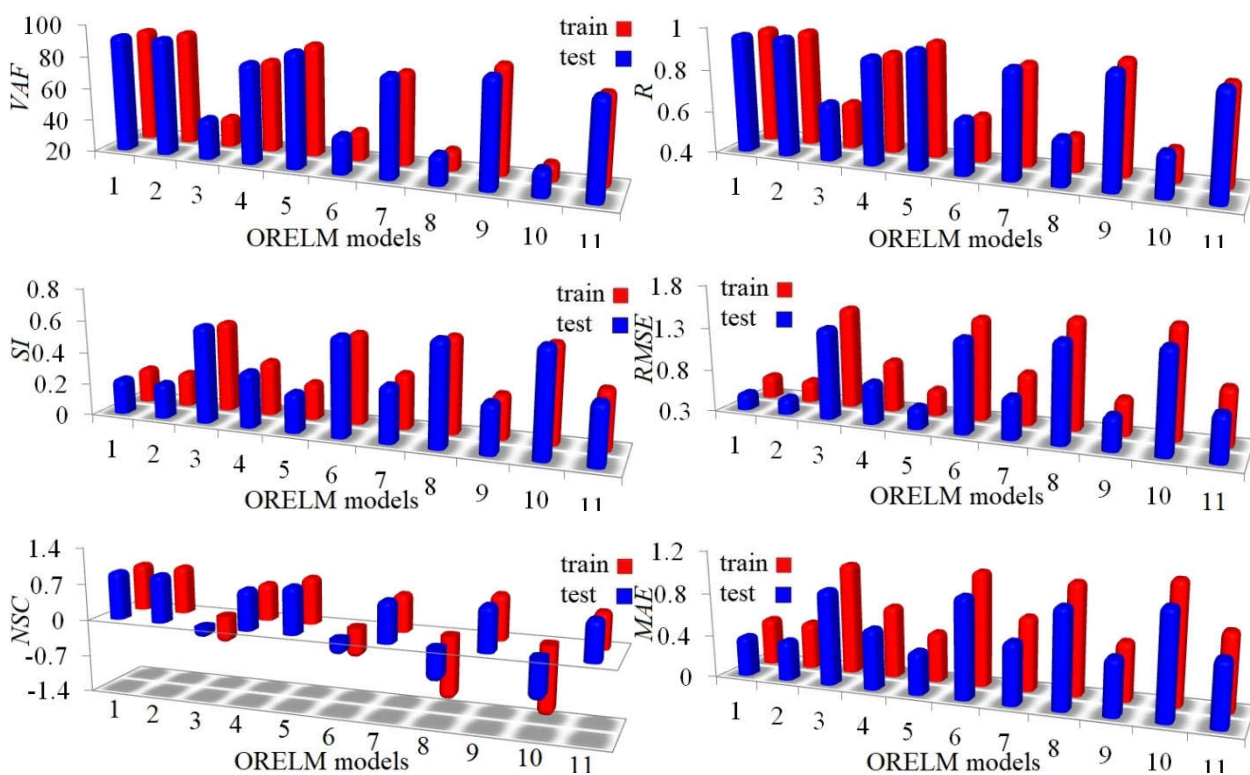 100
80
60
40
20
VAF
train
test
1 2 3 4 5 6 7 8 9 10 11
ORELM models
1
0.8
0.6
0.4
R
train
test
1 2 3 4 5 6 7 8 9 10 11
ORELM models
0.8
0.6
0.4
0.2
0
SI
train
test
1 2 3 4 5 6 7 8 9 10 11
ORELM models
1.8
1.3
0.8
0.3
RMSE
train
test
1 2 3 4 5 6 7 8 9 10 11
ORELM models
1.4
0.7
0
-0.7
-1.4
NSC
train
test
1 2 3 4 5 6 7 8 9 10 11
ORELM models
1.2
0.8
0.4
0
MAE
train
test
1 2 3 4 5 6 7 8 9 10 11
ORELM models